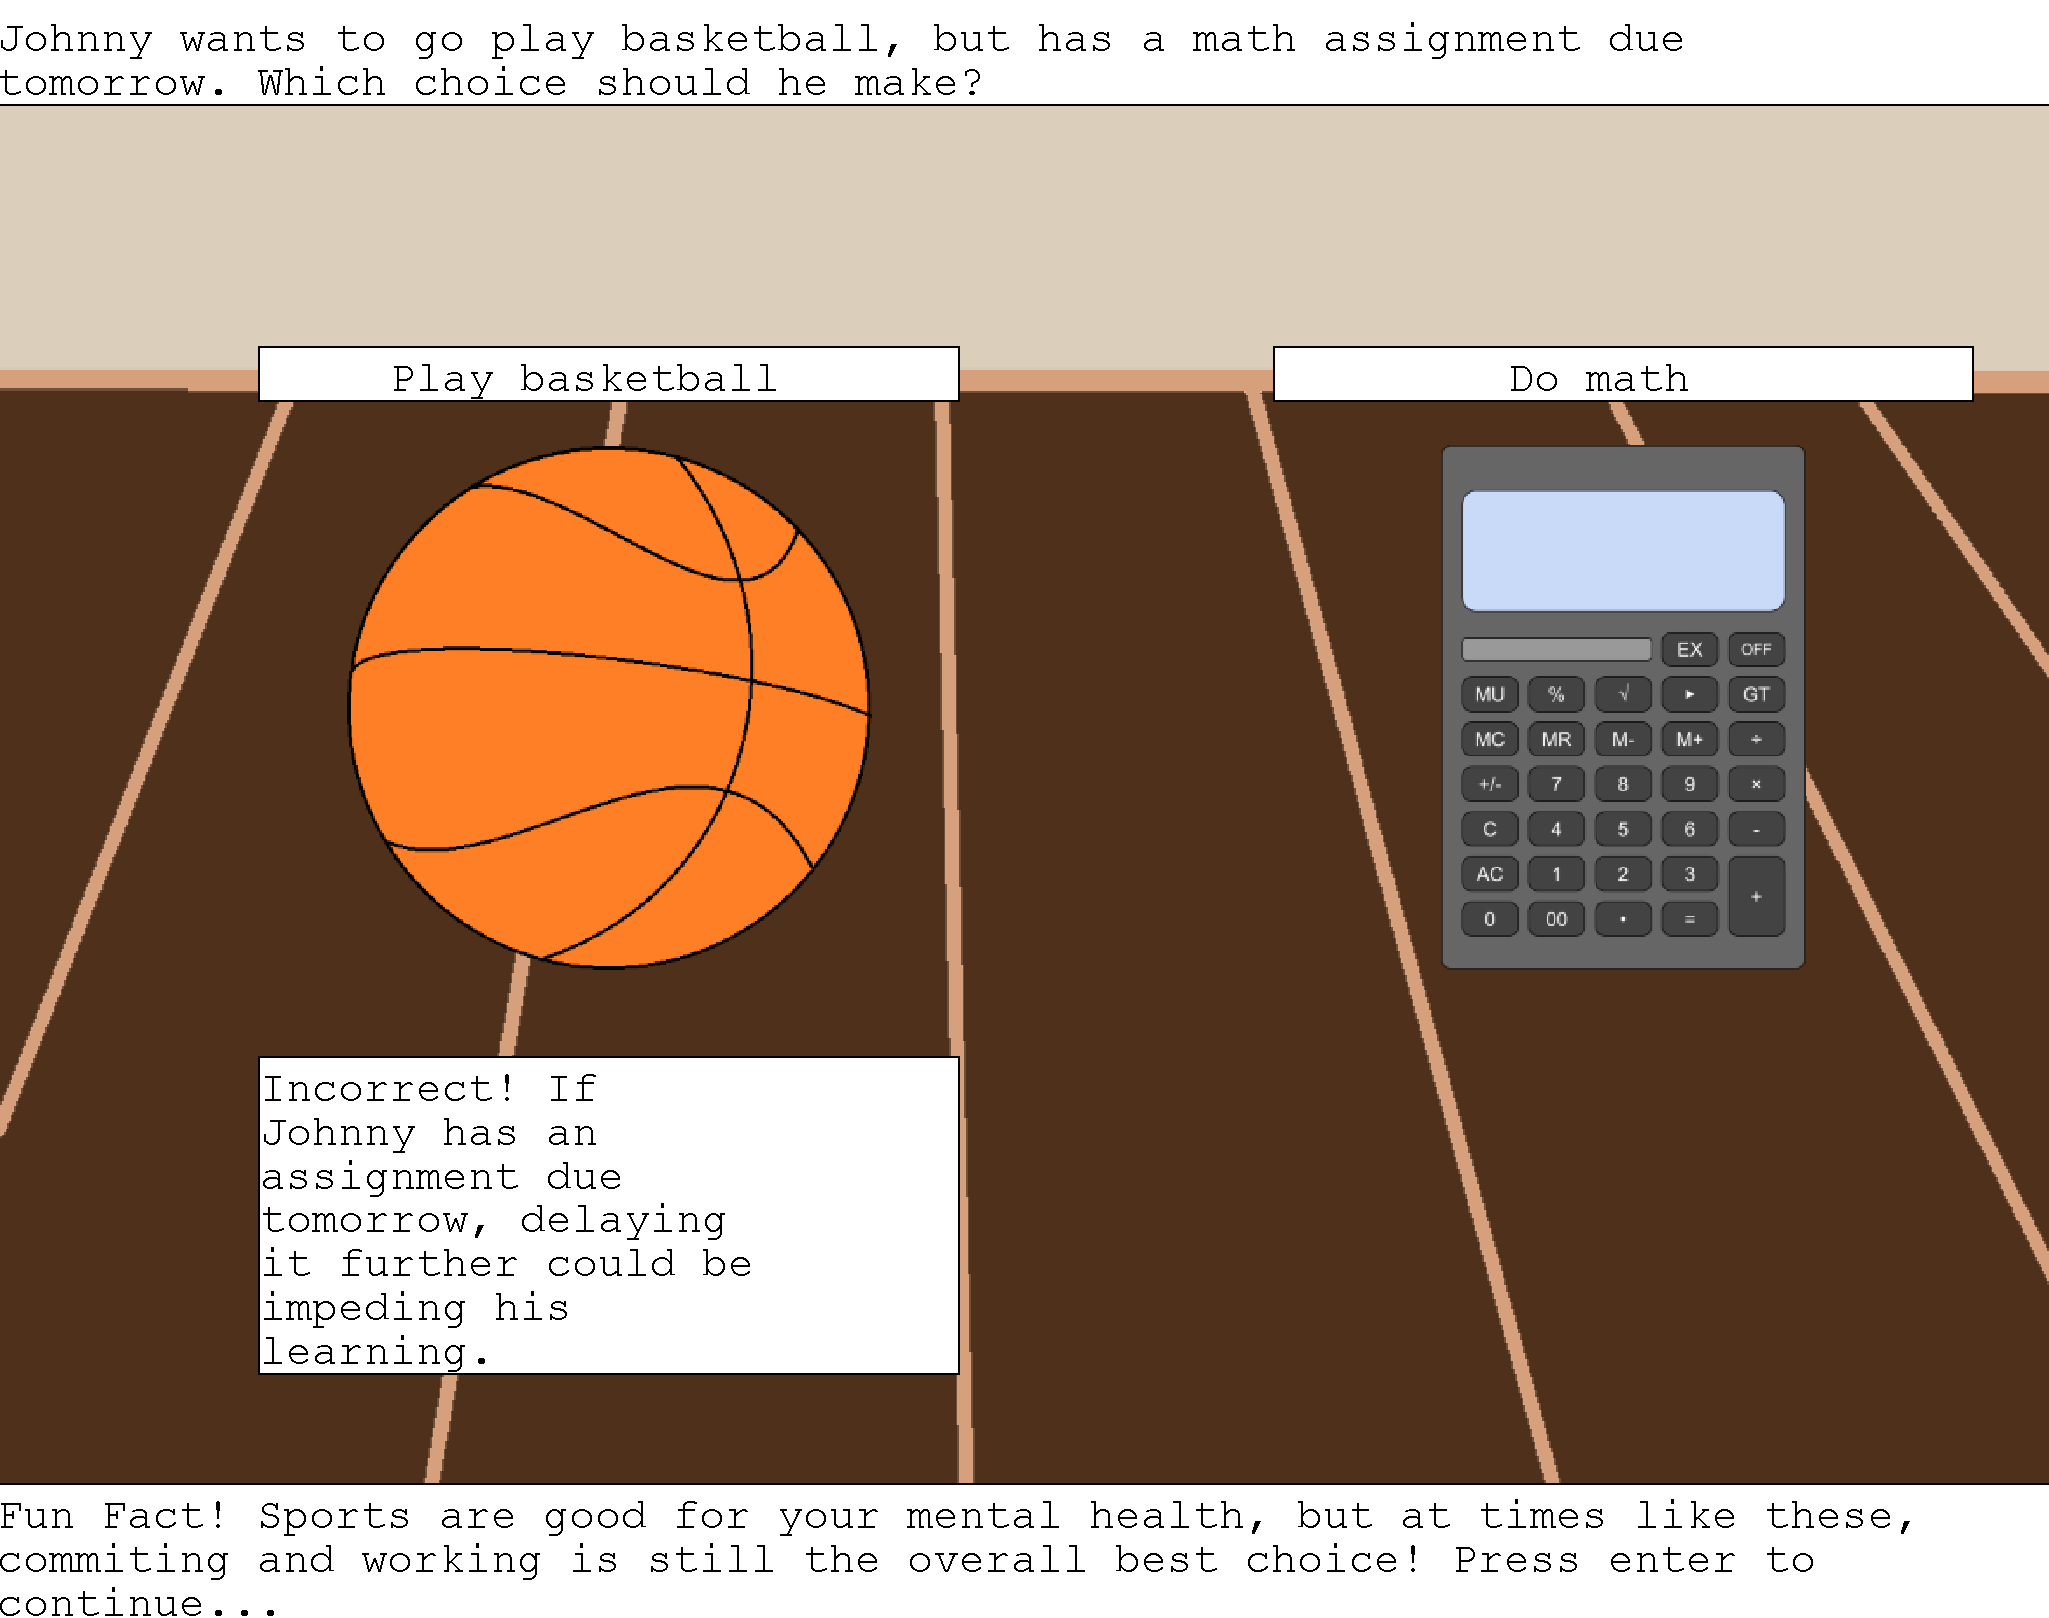 Johnny wants to go play basketball, but has a math assignment due
tomorrow. Which choice should he make?
Play basketball
Do math
EX OFF
MU % √ ▸ GT
MC MR M- M+ ÷
+/- 7 8 9 ×
C 4 5 6 -
AC 1 2 3 +
0 00 • =
Incorrect! If
Johnny has an
assignment due
tomorrow, delaying
it further could be
impeding his
learning.
Fun Fact! Sports are good for your mental health, but at times like these,
commiting and working is still the overall best choice! Press enter to
continue...